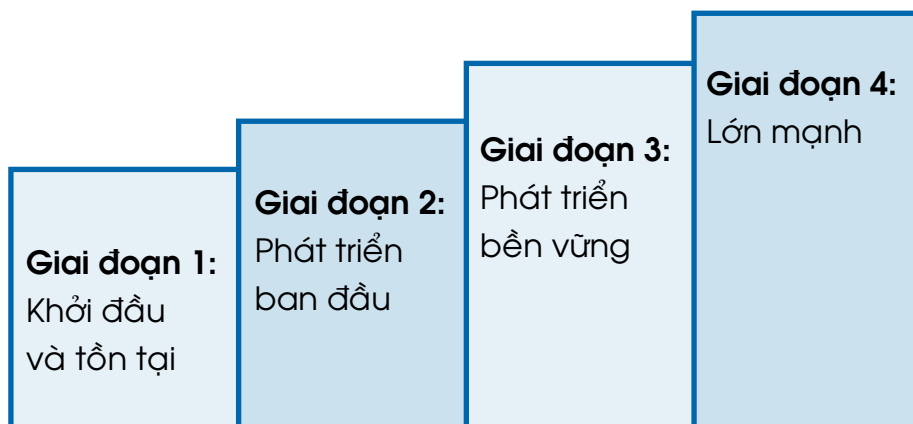 Giai đoạn 1:
Khởi đầu
và tồn tại
Giai đoạn 2:
Phát triển
ban đầu
Giai đoạn 3:
Phát triển
bền vững
Giai đoạn 4:
Lớn mạnh